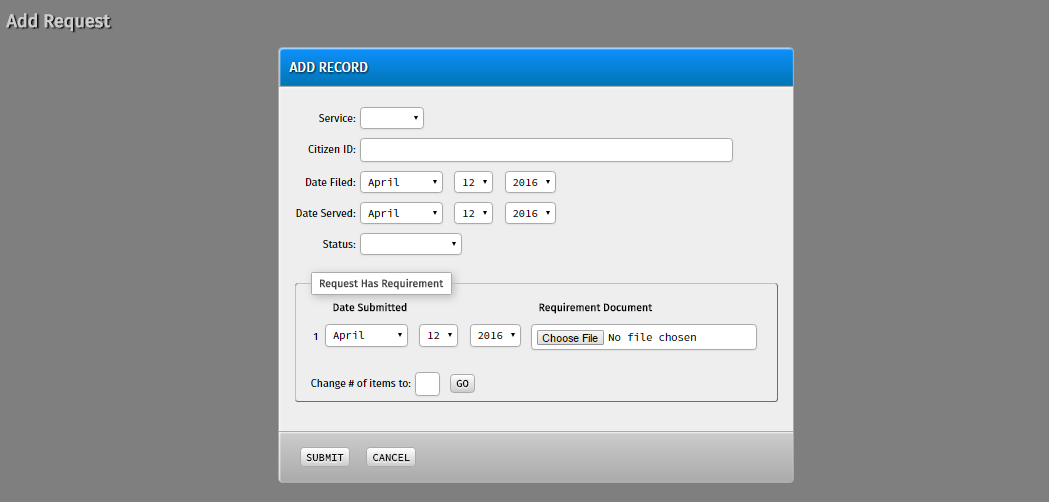 Add Request
ADD RECORD
Service:
Citizen ID:
Date Filed: April 12 2016
Date Served: April 12 2016
Status:
Request Has Requirement
Date Submitted Requirement Document
1 April 12 2016 Choose File No file chosen
Change # of items to: GO
SUBMIT CANCEL